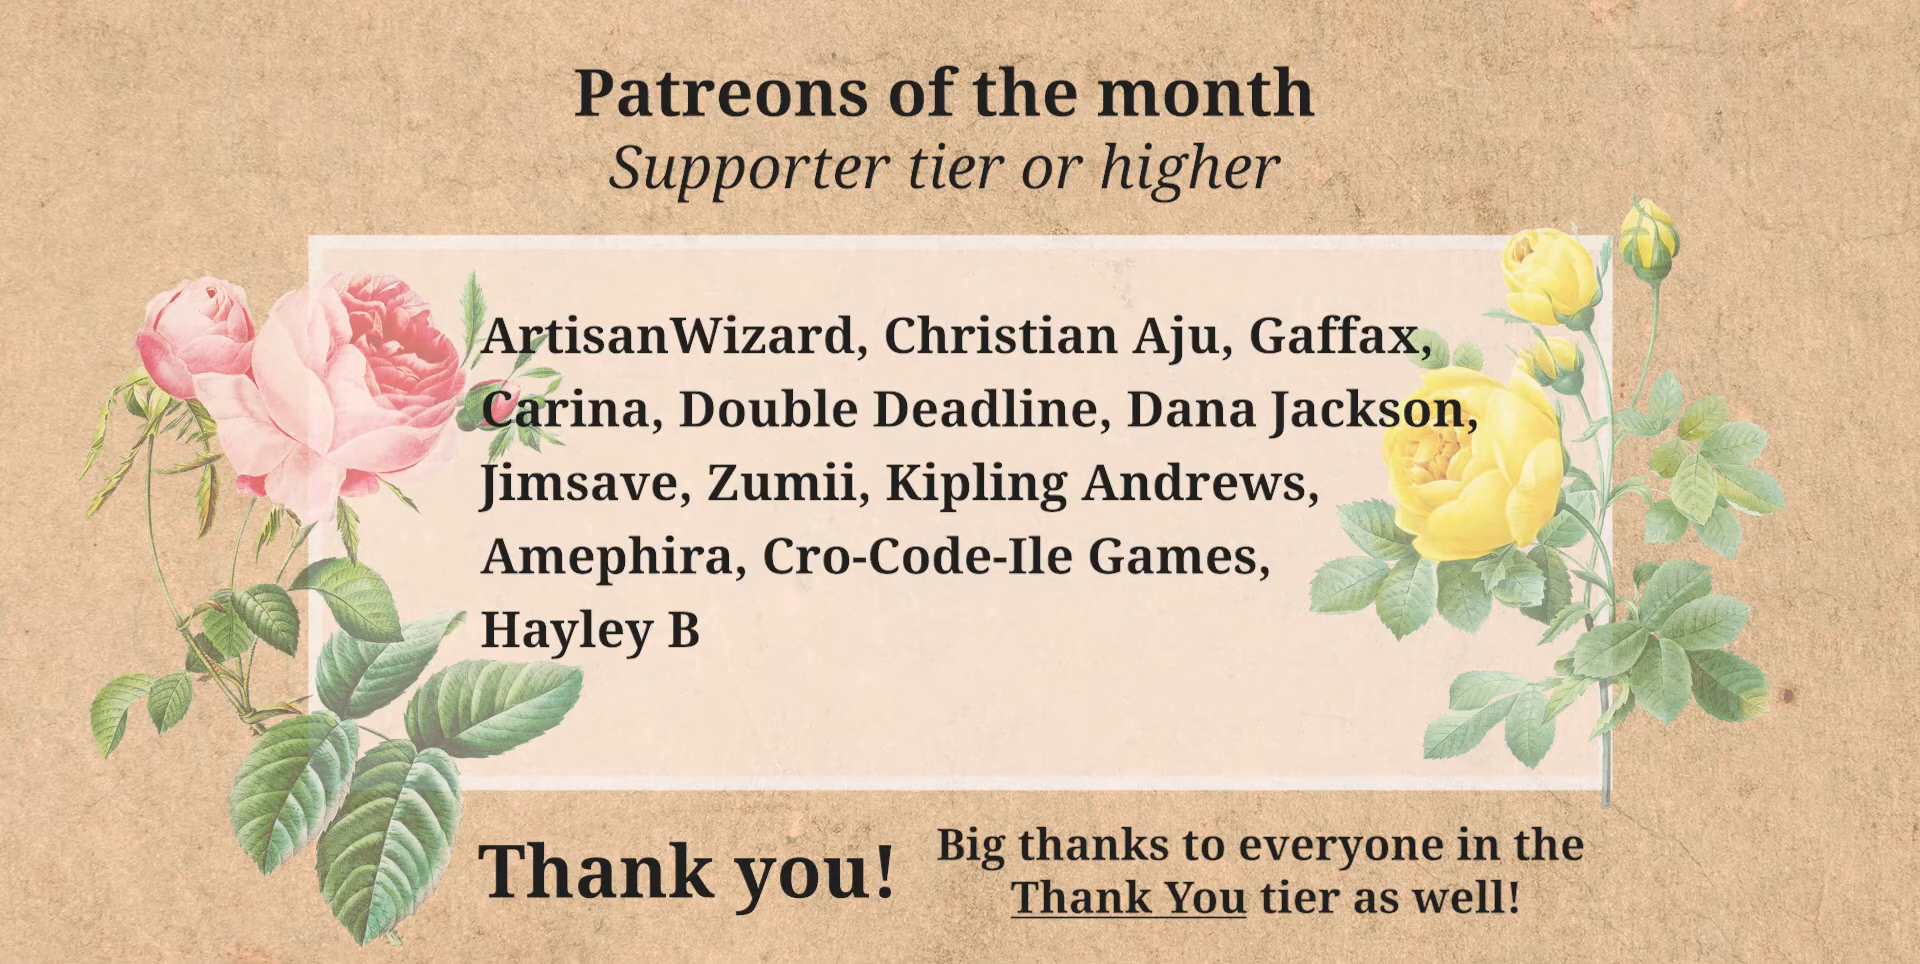 Patreons of the month
Supporter tier or higher
ArtisanWizard, Christian Aju, Gaffax,
Carina, Double Deadline, Dana Jackson,
Jimsave, Zumii, Kipling Andrews,
Amephira, Cro-Code-Ile Games,
Hayley B
Thank you!
Big thanks to everyone in the
Thank You tier as well!